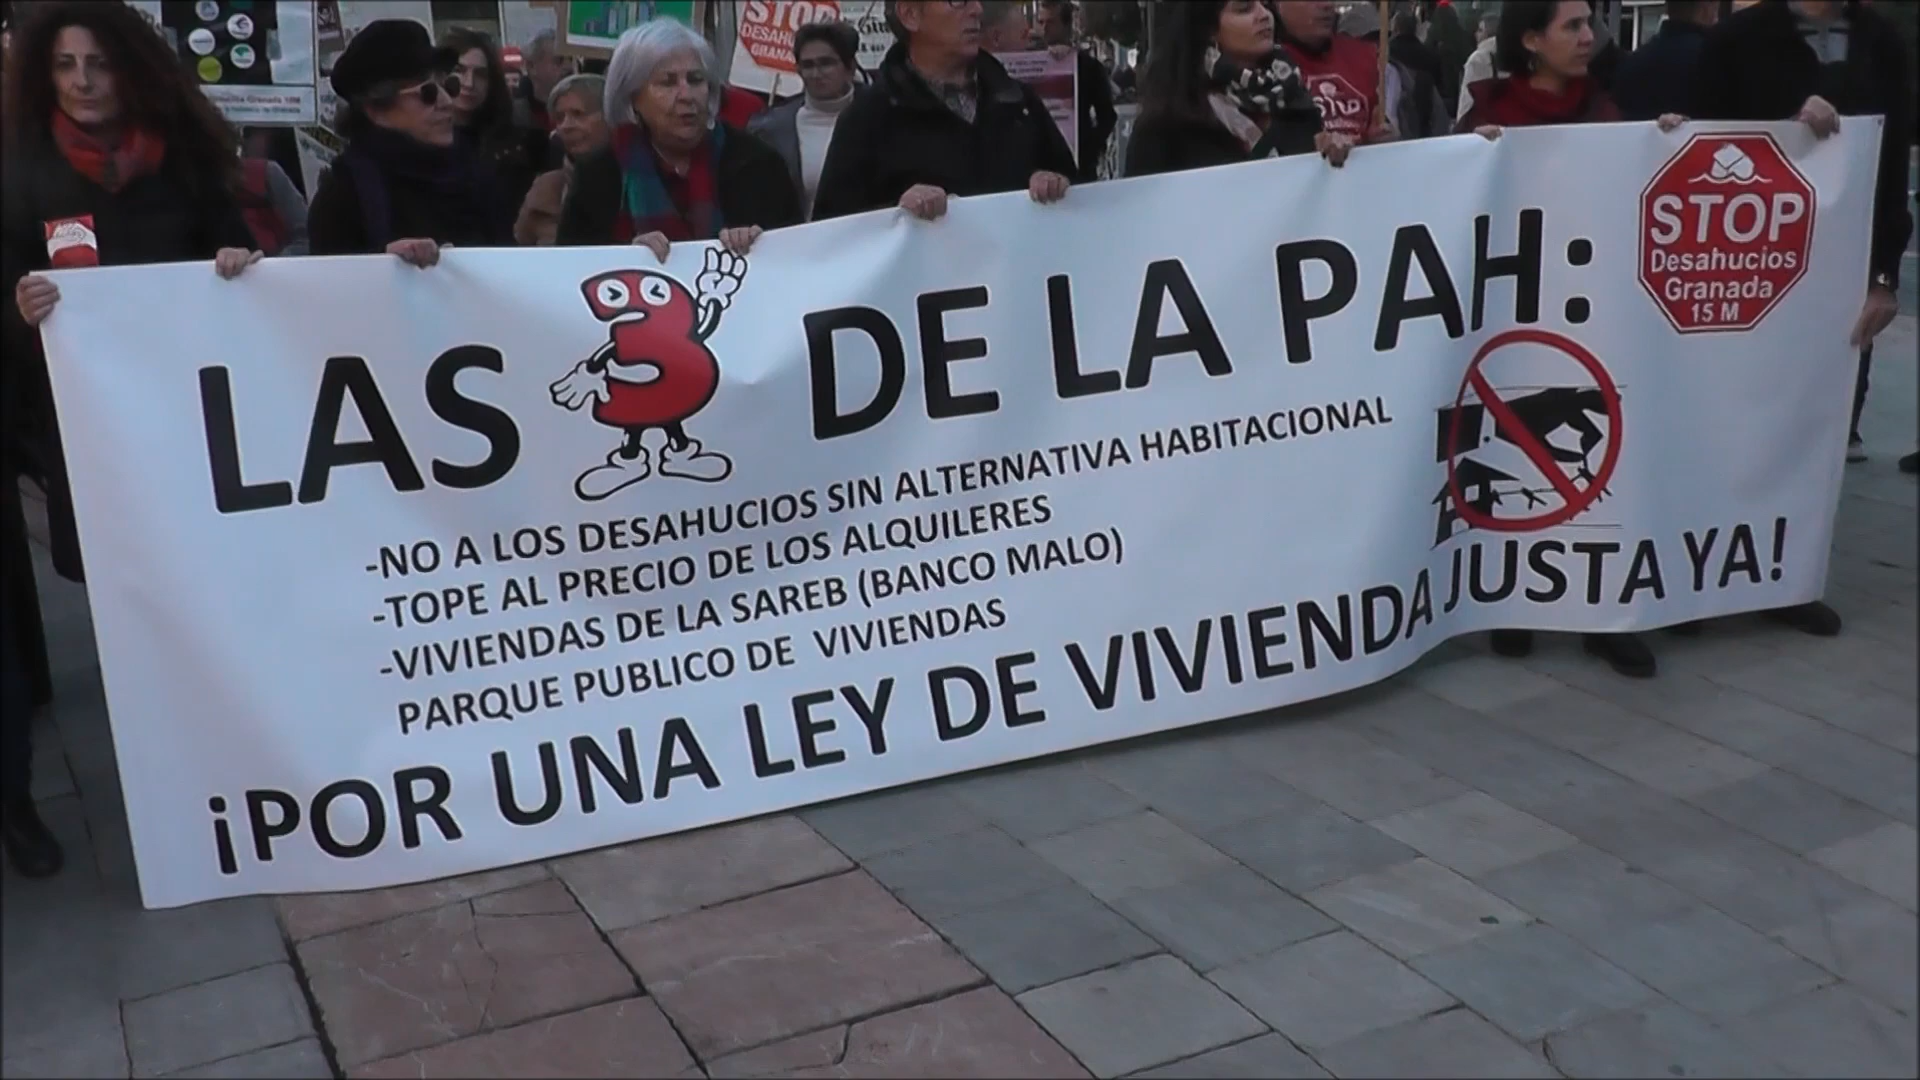 LAS 3 DE LA PAH:
-NO A LOS DESAHUCIOS SIN ALTERNATIVA HABITACIONAL
-TOPE AL PRECIO DE LOS ALQUILERES
-VIVIENDAS DE LA SAREB (BANCO MALO)
PARQUE PUBLICO DE VIVIENDAS
¡POR UNA LEY DE VIVIENDA JUSTA YA!
STOP
Desahucios
Granada
15 M
STOP
GRANADA